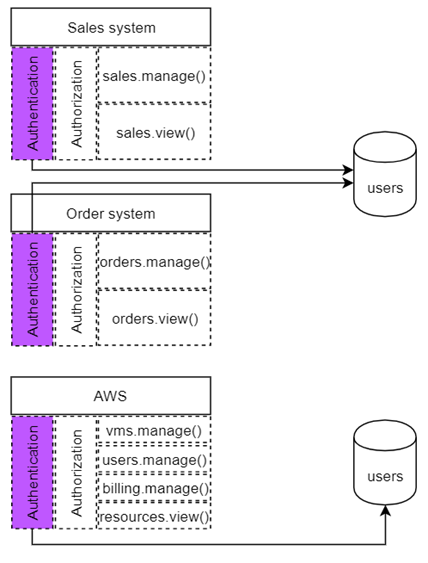 Sales system
Authentication
Authorization
sales.manage()
sales.view()
users
Order system
Authentication
Authorization
orders.manage()
orders.view()
AWS
Authentication
Authorization
vms.manage()
users.manage()
billing.manage()
resources.view()
users